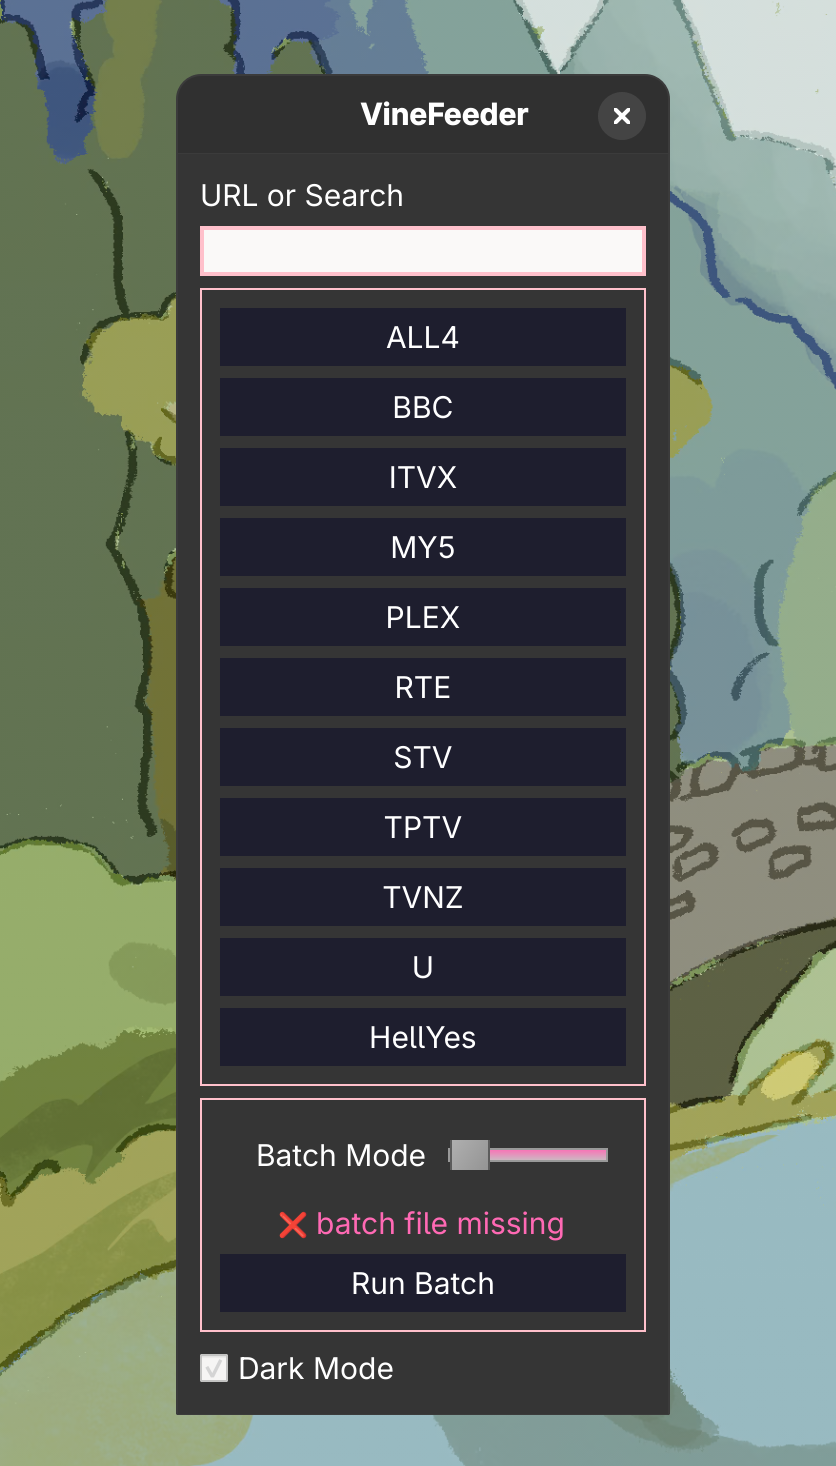 VineFeeder
URL or Search
ALL4
BBC
ITVX
MY5
PLEX
RTE
STV
TPTV
TVNZ
U
HellYes
Batch Mode
❌ batch file missing
Run Batch
Dark Mode